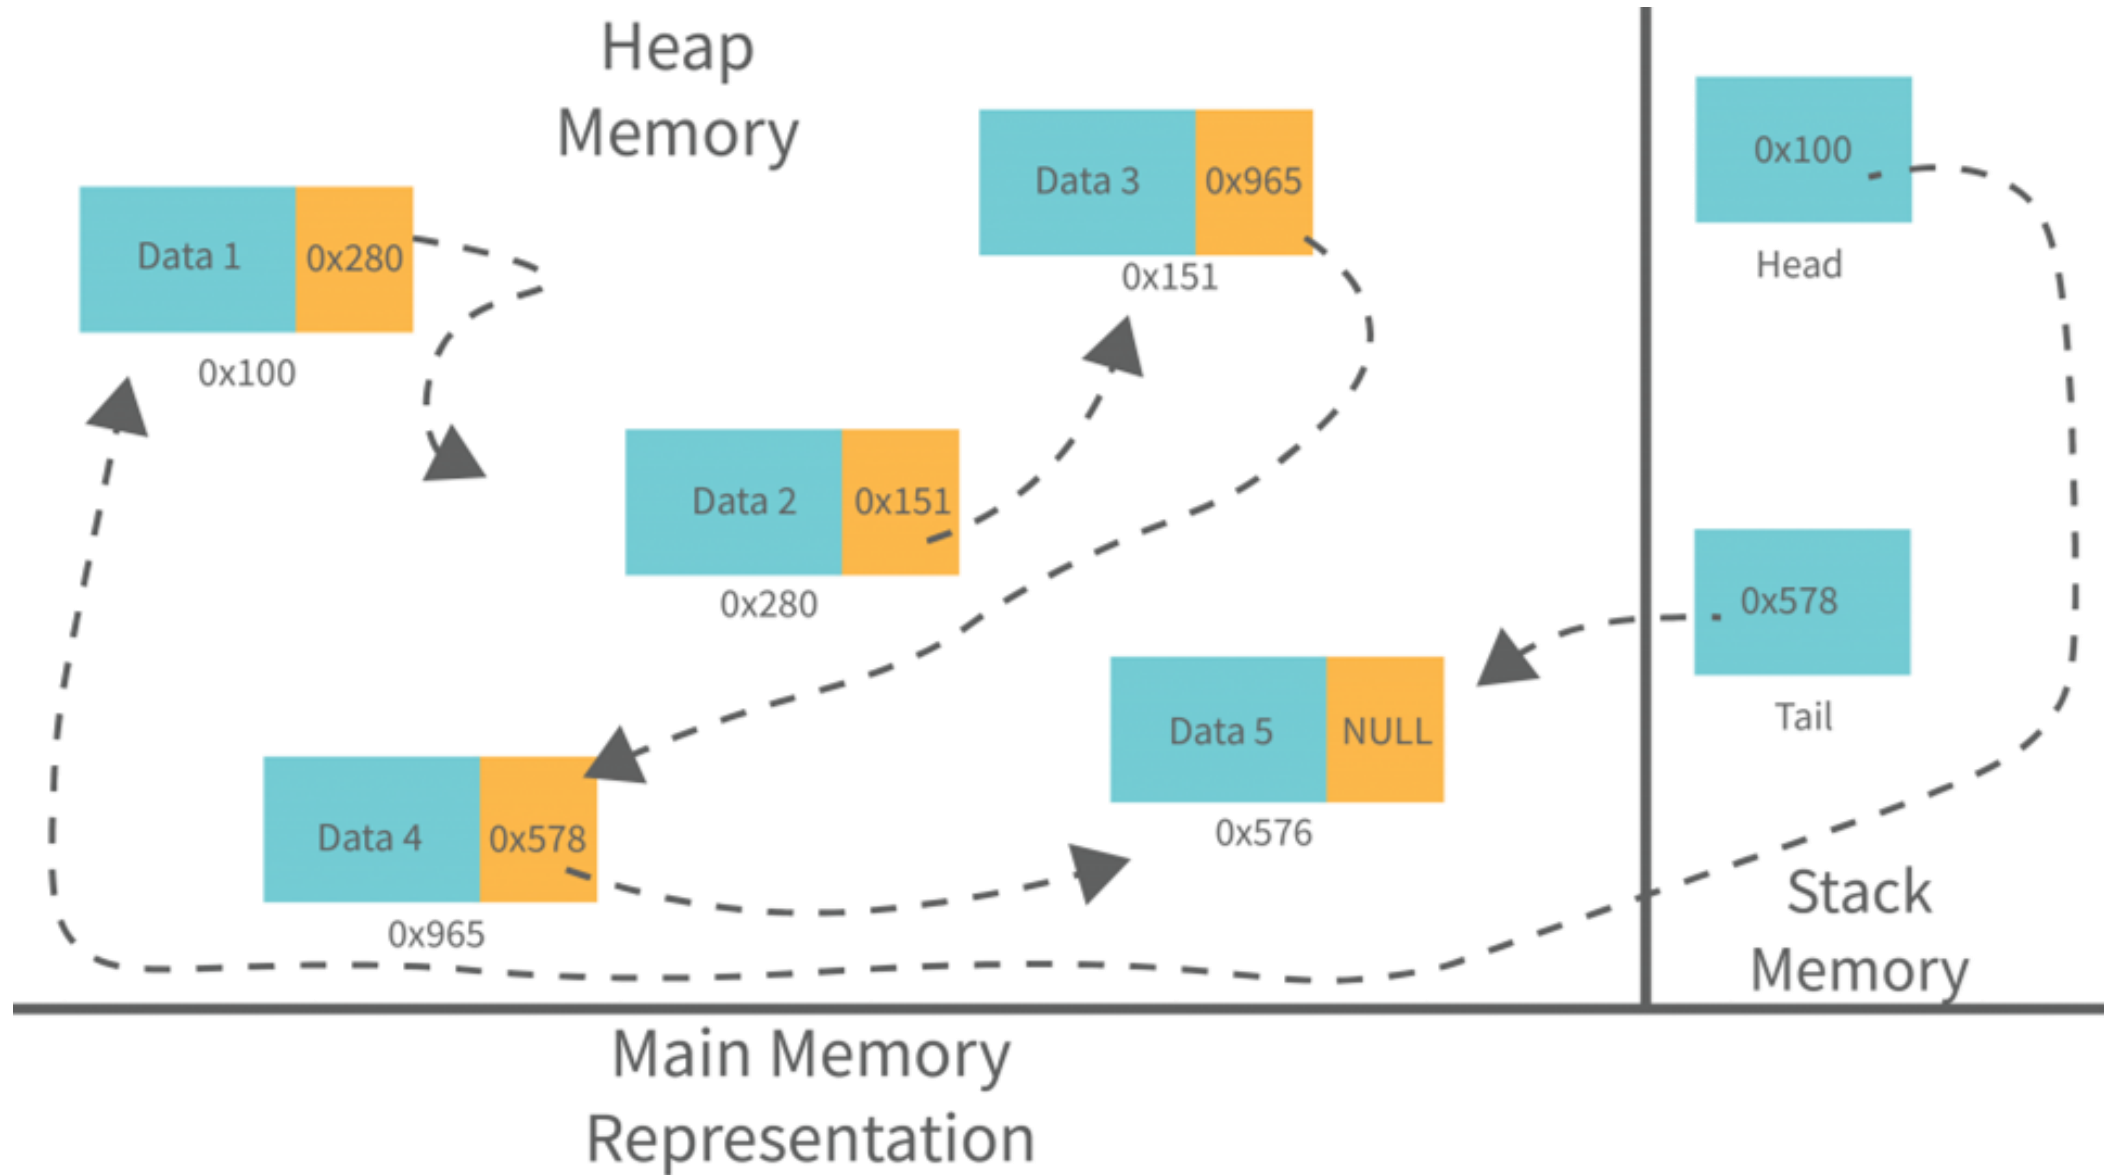 Heap
Memory
Data 1 0x280
0x100
Data 3 0x965
0x151
Data 2 0x151
0x280
Data 4 0x578
0x965
Data 5 NULL
0x576
0x100
Head
0x578
Tail
Stack
Memory
Main Memory
Representation